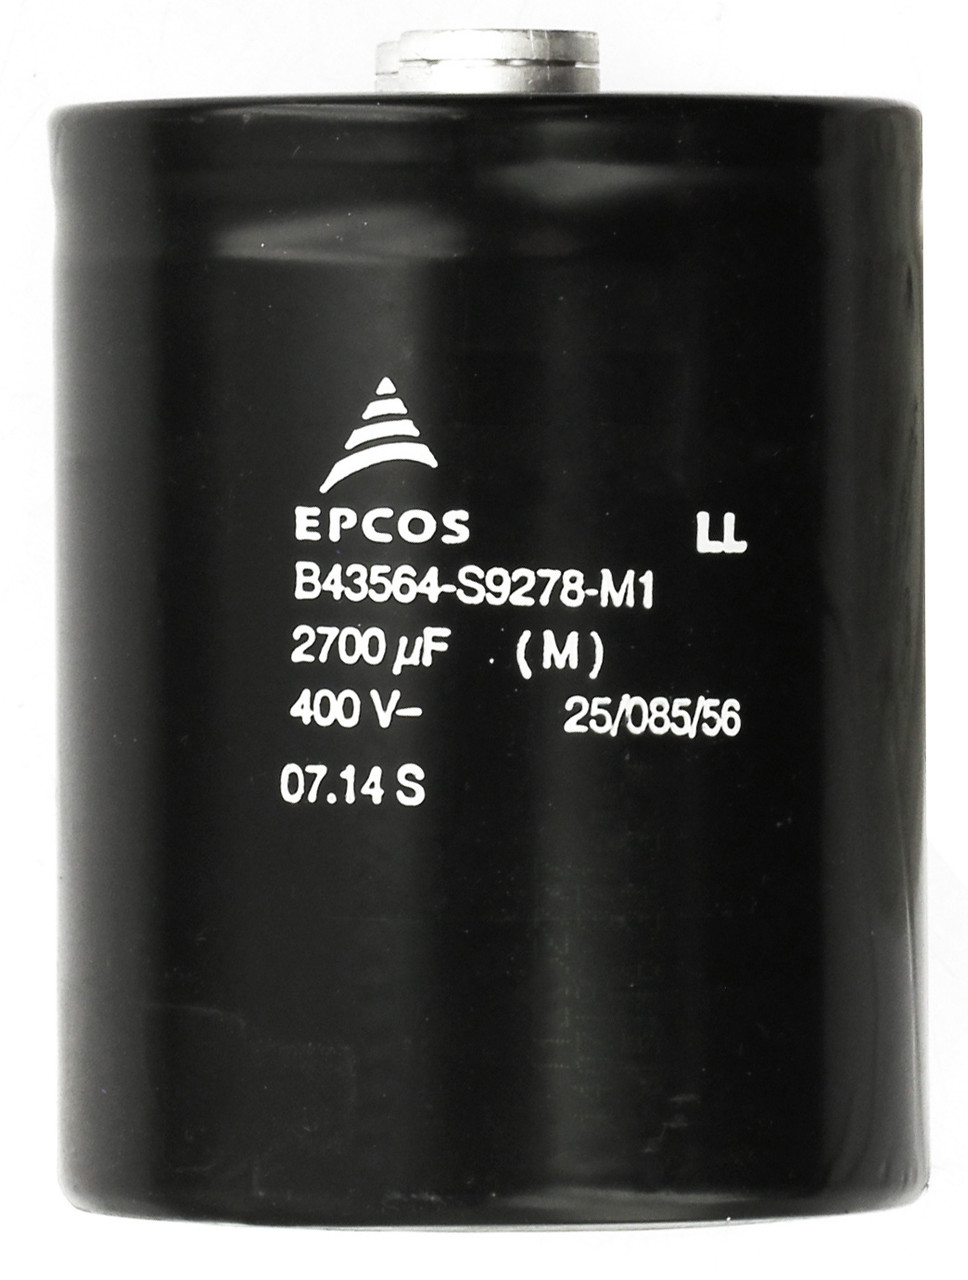 EPCOS LL
B43564-S9278-M1
2700 µF (M)
400 V– 25/085/56
07.14 S